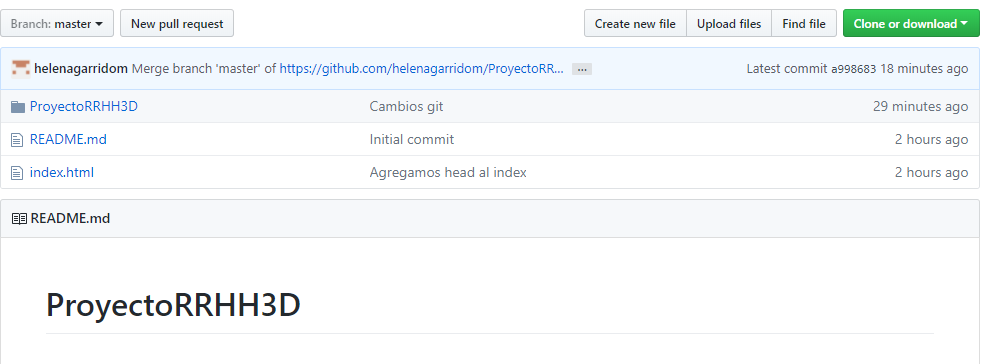 Branch: master New pull request Create new file Upload files Find file Clone or download
helenagarridom Merge branch 'master' of https://github.com/helenagarridom/ProyectoRR... ... Latest commit a998683 18 minutes ago
ProyectoRRHH3D Cambios git 29 minutes ago
README.md Initial commit 2 hours ago
index.html Agregamos head al index 2 hours ago
README.md
ProyectoRRHH3D